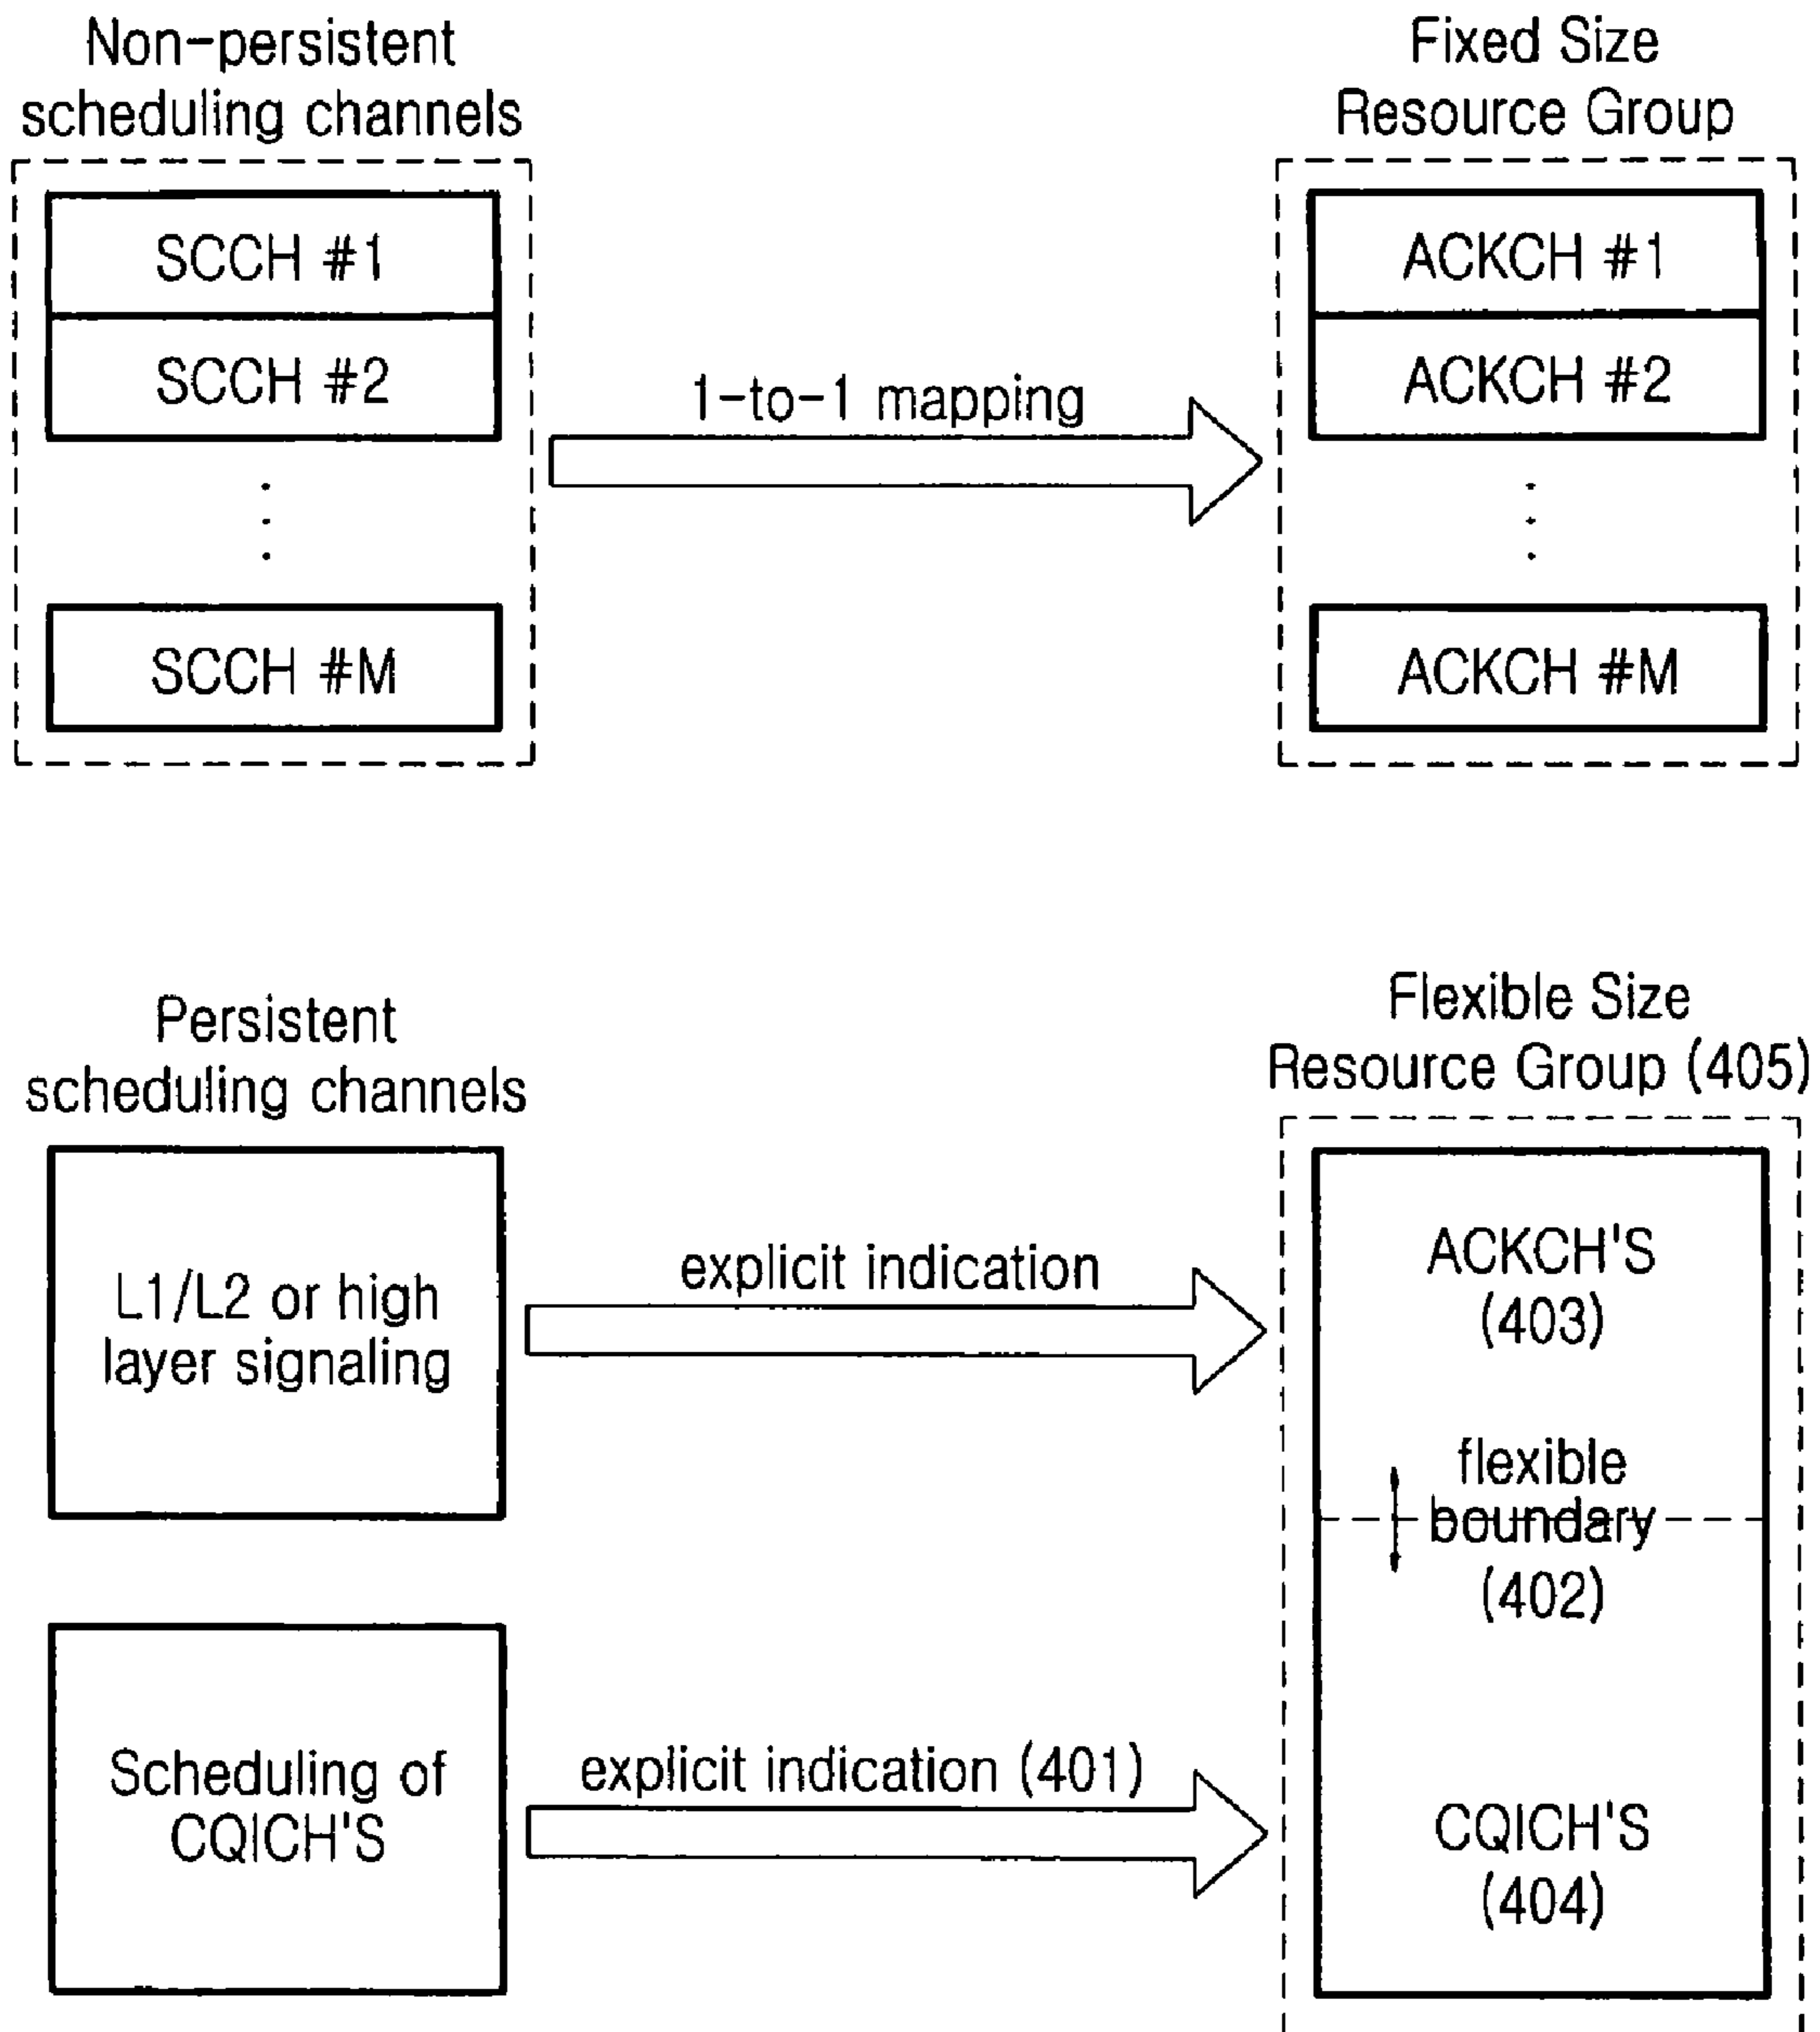 Non-persistent
scheduling channels
Fixed Size
Resource Group
SCCH #1
SCCH #2
SCCH #M
1-to-1 mapping
ACKCH #1
ACKCH #2
ACKCH #M
Persistent
scheduling channels
Flexible Size
Resource Group (405)
L1/L2 or high
layer signaling
explicit indication
ACKCH'S
(403)
flexible
boundary
(402)
Scheduling of
CQICH'S
explicit indication (401)
CQICH'S
(404)